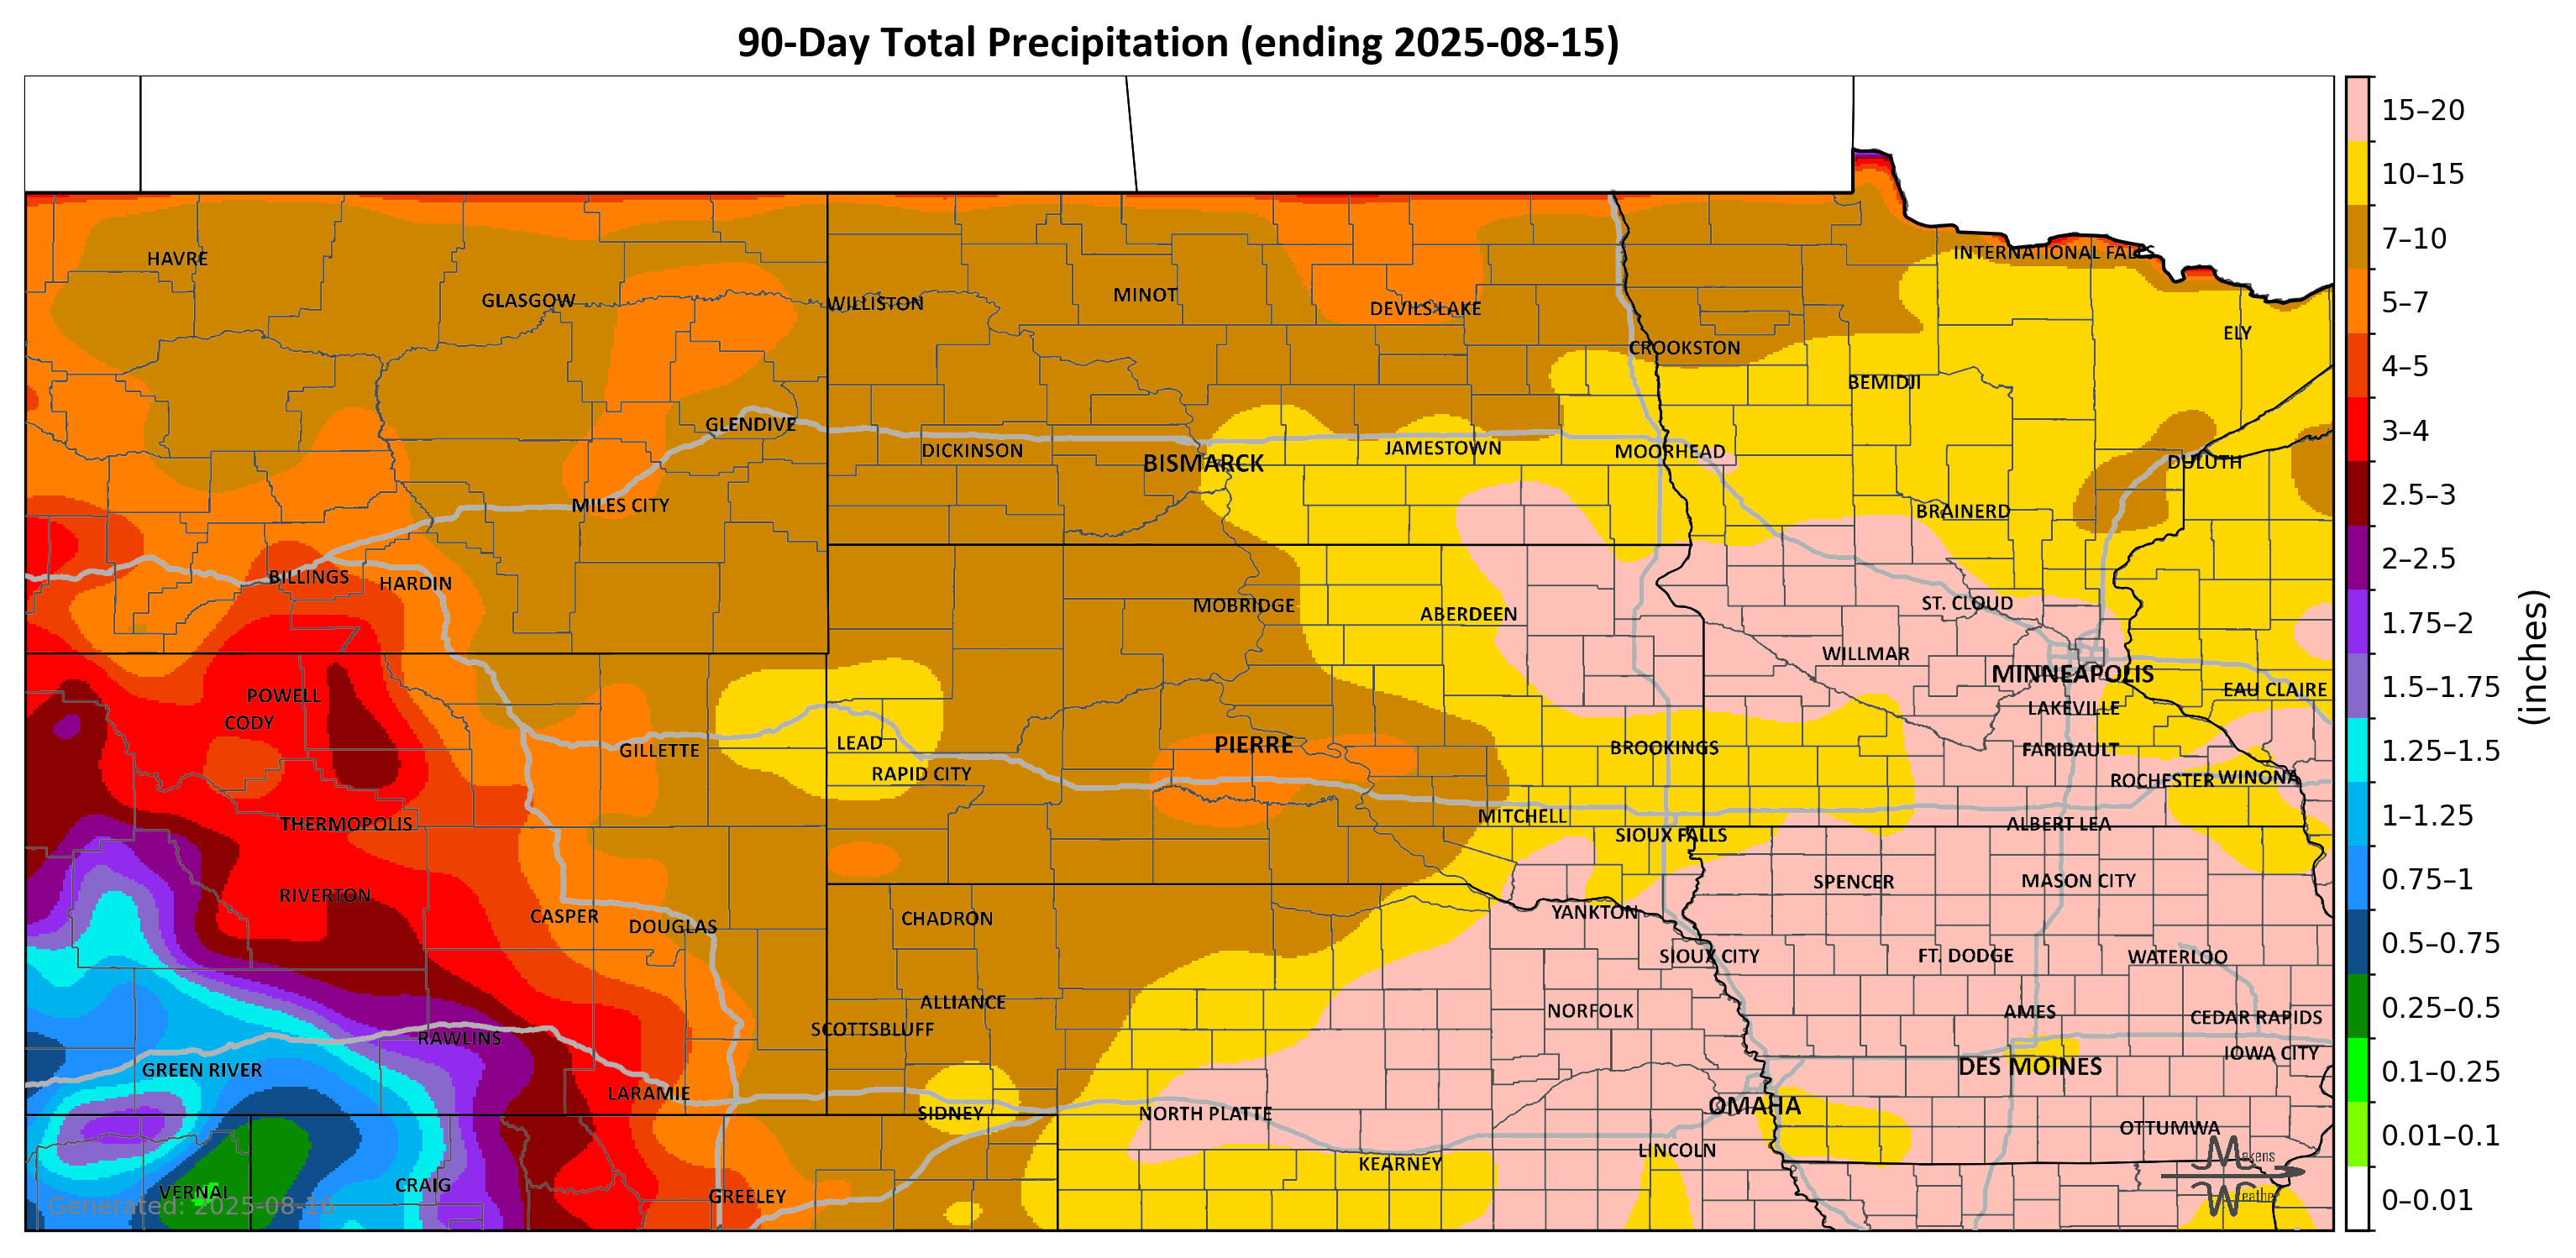 90-Day Total Precipitation (ending 2025-08-15)
15–20
10–15
7–10
5–7
4–5
3–4
2.5–3
2–2.5
1.75–2
1.5–1.75
1.25–1.5
1–1.25
0.75–1
0.5–0.75
0.25–0.5
0.1–0.25
0.01–0.1
0–0.01
(inches)
HAVRE
INTERNATIONAL FALLS
GLASGOW
WILLISTON
MINOT
DEVILS LAKE
ELY
CROOKSTON
BEMIDJI
GLENDIVE
DICKINSON
BISMARCK
JAMESTOWN
MOORHEAD
DULUTH
MILES CITY
BRAINERD
BILLINGS
HARDIN
MOBRIDGE
ABERDEEN
ST. CLOUD
WILLMAR
MINNEAPOLIS
POWELL
EAU CLAIRE
CODY
LAKEVILLE
GILLETTE
LEAD
PIERRE
BROOKINGS
FARIBAULT
RAPID CITY
ROCHESTER
WINONA
THERMOPOLIS
MITCHELL
ALBERT LEA
SIOUX FALLS
RIVERTON
SPENCER
MASON CITY
CASPER
DOUGLAS
CHADRON
YANKTON
SIOUX CITY
FT. DODGE
WATERLOO
ALLIANCE
NORFOLK
AMES
CEDAR RAPIDS
SCOTTSBLUFF
RAWLINS
IOWA CITY
GREEN RIVER
DES MOINES
LARAMIE
SIDNEY
NORTH PLATTE
OMAHA
OTTUMWA
LINCOLN
KEARNEY
VERNAL
CRAIG
GREELEY
Generated: 2025-08-16
Makens
Weather